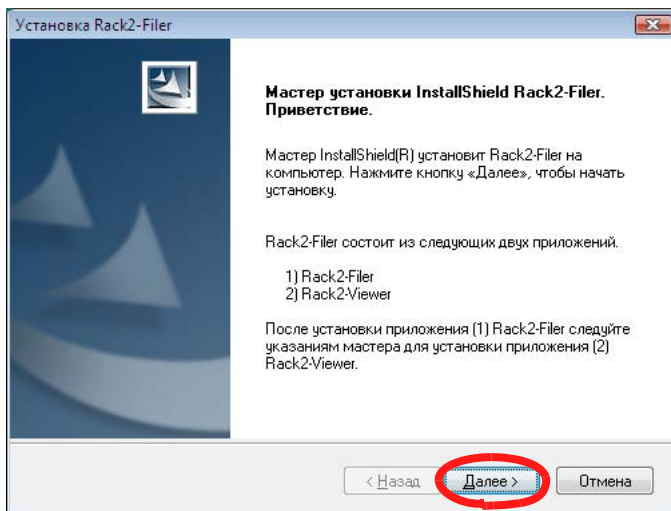 Установка Rack2-Filer
Мастер установки InstallShield Rack2-Filer.
Приветствие.
Мастер InstallShield(R) установит Rack2-Filer на
компьютер. Нажмите кнопку «Далее», чтобы начать
установку.
Rack2-Filer состоит из следующих двух приложений.
1) Rack2-Filer
2) Rack2-Viewer
После установки приложения (1) Rack2-Filer следуйте
указаниям мастера для установки приложения (2)
Rack2-Viewer.
< Назад Далее > Отмена